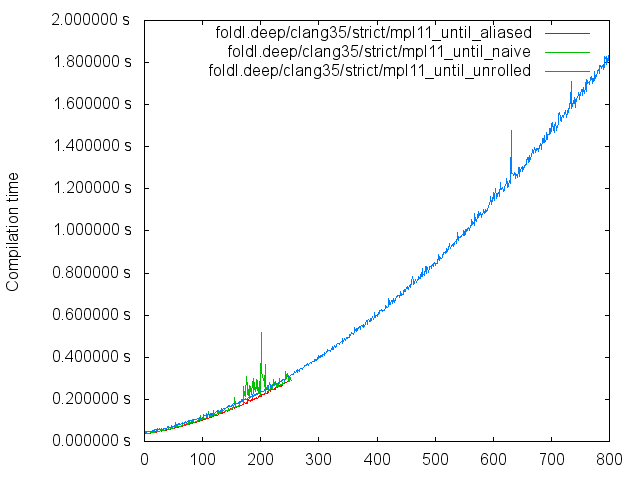 2.000000 s
1.800000 s
1.600000 s
1.400000 s
1.200000 s
1.000000 s
0.800000 s
0.600000 s
0.400000 s
0.200000 s
0.000000 s
Compilation time
foldl.deep/clang35/strict/mpl11_until_aliased
foldl.deep/clang35/strict/mpl11_until_naive
foldl.deep/clang35/strict/mpl11_until_unrolled
0 100 200 300 400 500 600 700 800